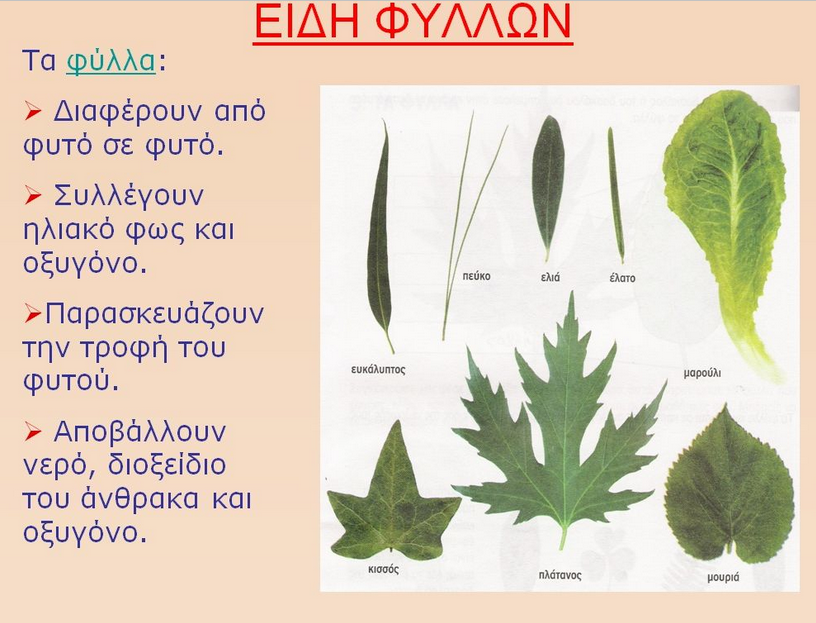 ΕΙΔΗ ΦΥΛΛΩΝ
Τα φύλλα:
Διαφέρουν από
φυτό σε φυτό.
Συλλέγουν
ηλιακό φως και
οξυγόνο.
Παρασκευάζουν
την τροφή του
φυτού.
Αποβάλλουν
νερό, διοξείδιο
του άνθρακα και
οξυγόνο.
πεύκο
ελιά
έλατο
ευκάλυπτος
μαρούλι
κισσός
πλάτανος
μουριά